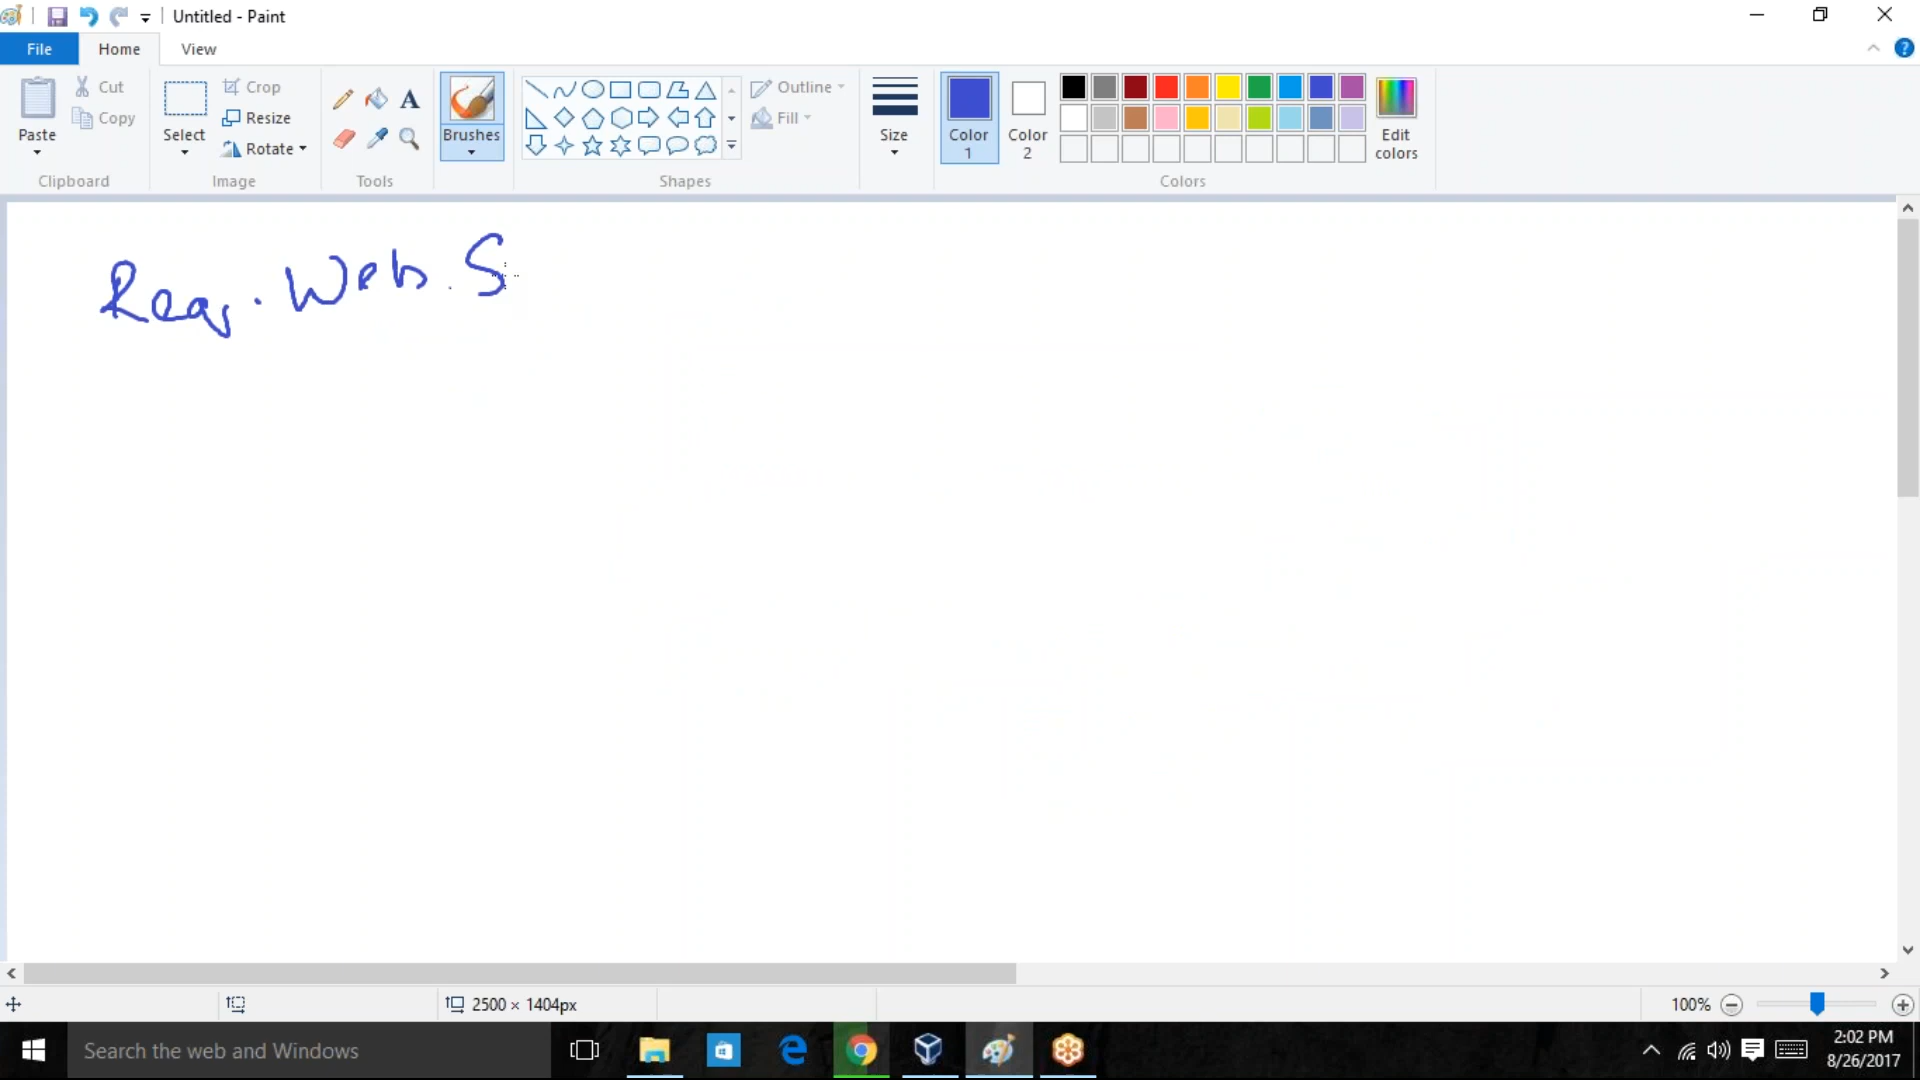 Untitled - Paint
File Home View
Paste
Cut
Copy
Clipboard
Select
Crop
Resize
Rotate
Image
Tools
Brushes
Shapes
Outline
Fill
Size
Color 1
Color 2
Edit colors
Colors
Req. Web. S
2500 × 1404px
100%
Search the web and Windows
2:02 PM
8/26/2017